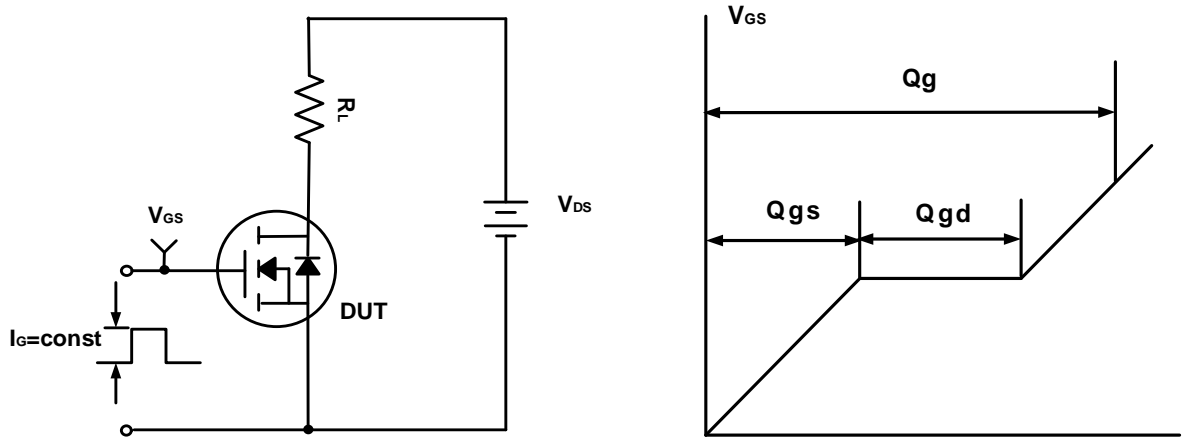 RL
VGS
VDS
DUT
IG=const
VGS
Qg
Qgs
Qgd